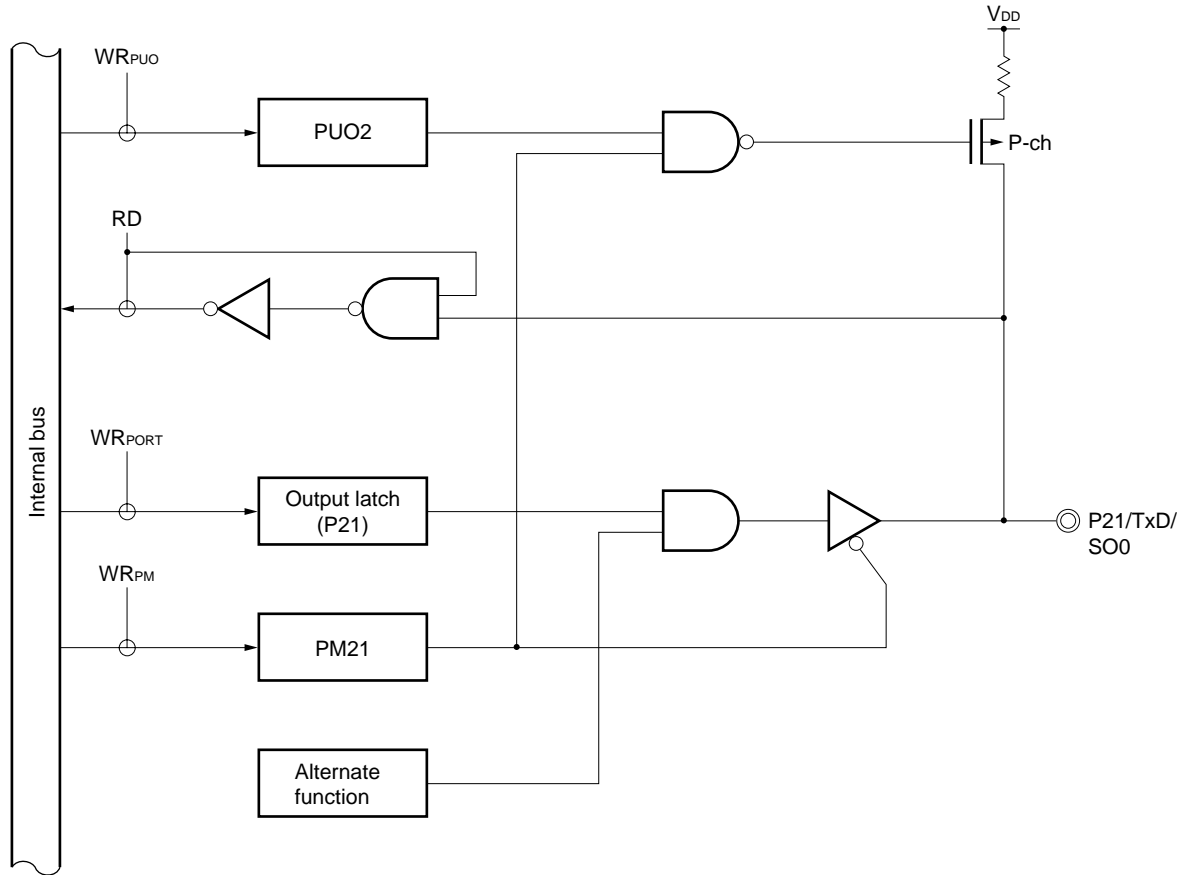 VDD
WRPUO
PUO2
P-ch
RD
Internal bus
WRPORT
Output latch
(P21)
P21/TxD/
SO0
WRPM
PM21
Alternate
function